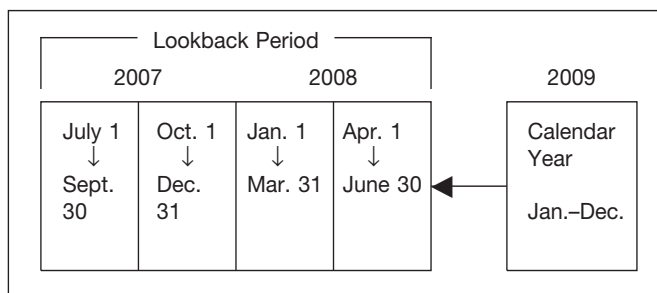 Lookback Period
2007 2008 2009
July 1 Oct. 1 Jan. 1 Apr. 1 Calendar
↓ ↓ ↓ ↓ Year
Sept. Dec. Mar. 31 June 30
30 31 Jan.–Dec.